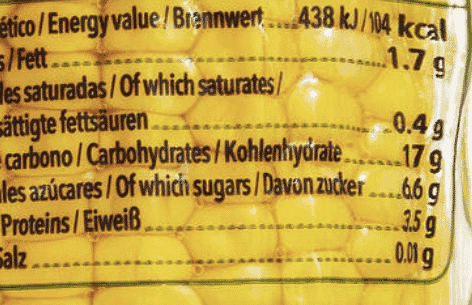 ético / Energy value / Brennwert....438 kJ / 104 kcal
s / Fett......1.7 g
les saturadas / Of which saturates /
sättigte fettsäuren......0.4 g
carbono / Carbohydrates / Kohlenhydrate....17 g
les azúcares / Of which sugars / Davon zucker....6.6 g
Proteins / Eiweiß......3.5 g
Salz......0.01 g